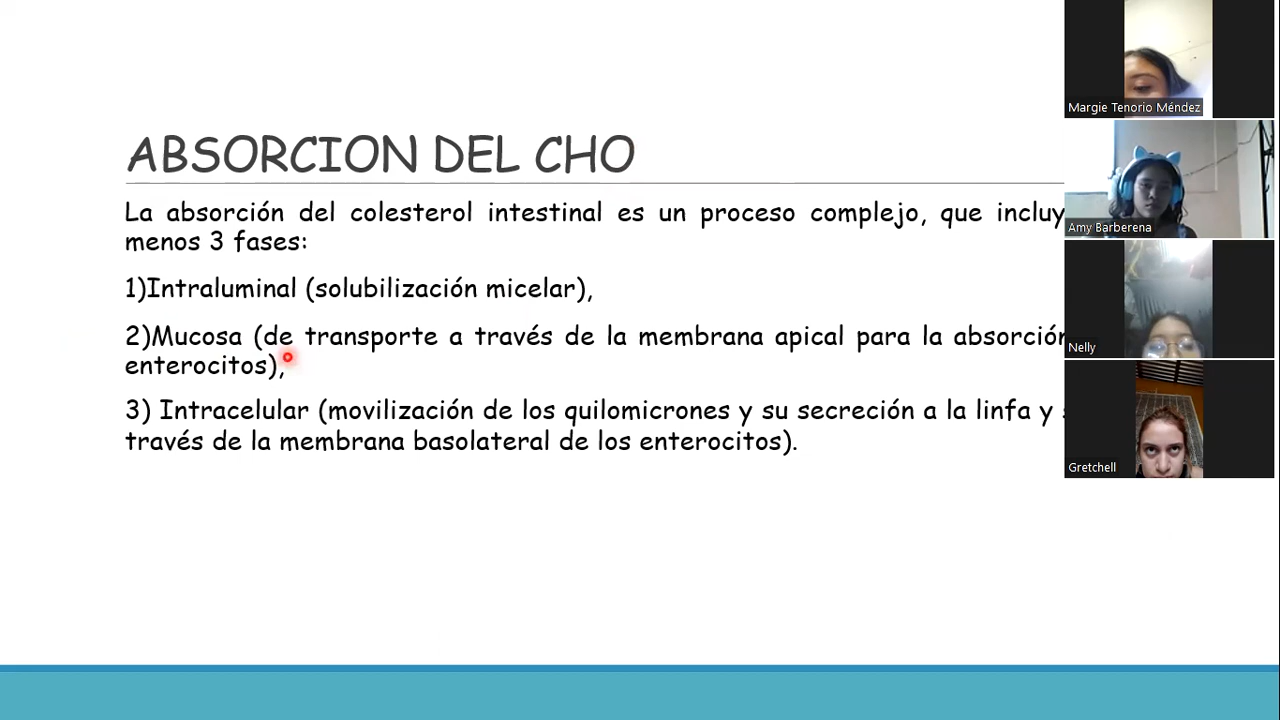 ABSORCION DEL CHO
La absorción del colesterol intestinal es un proceso complejo, que incluy
menos 3 fases:
1)Intraluminal (solubilización micelar),
2)Mucosa (de transporte a través de la membrana apical para la absorción
enterocitos),
3) Intracelular (movilización de los quilomicrones y su secreción a la linfa y
través de la membrana basolateral de los enterocitos).
Margie Tenorio Méndez
Amy Barberena
Nelly
Gretchell